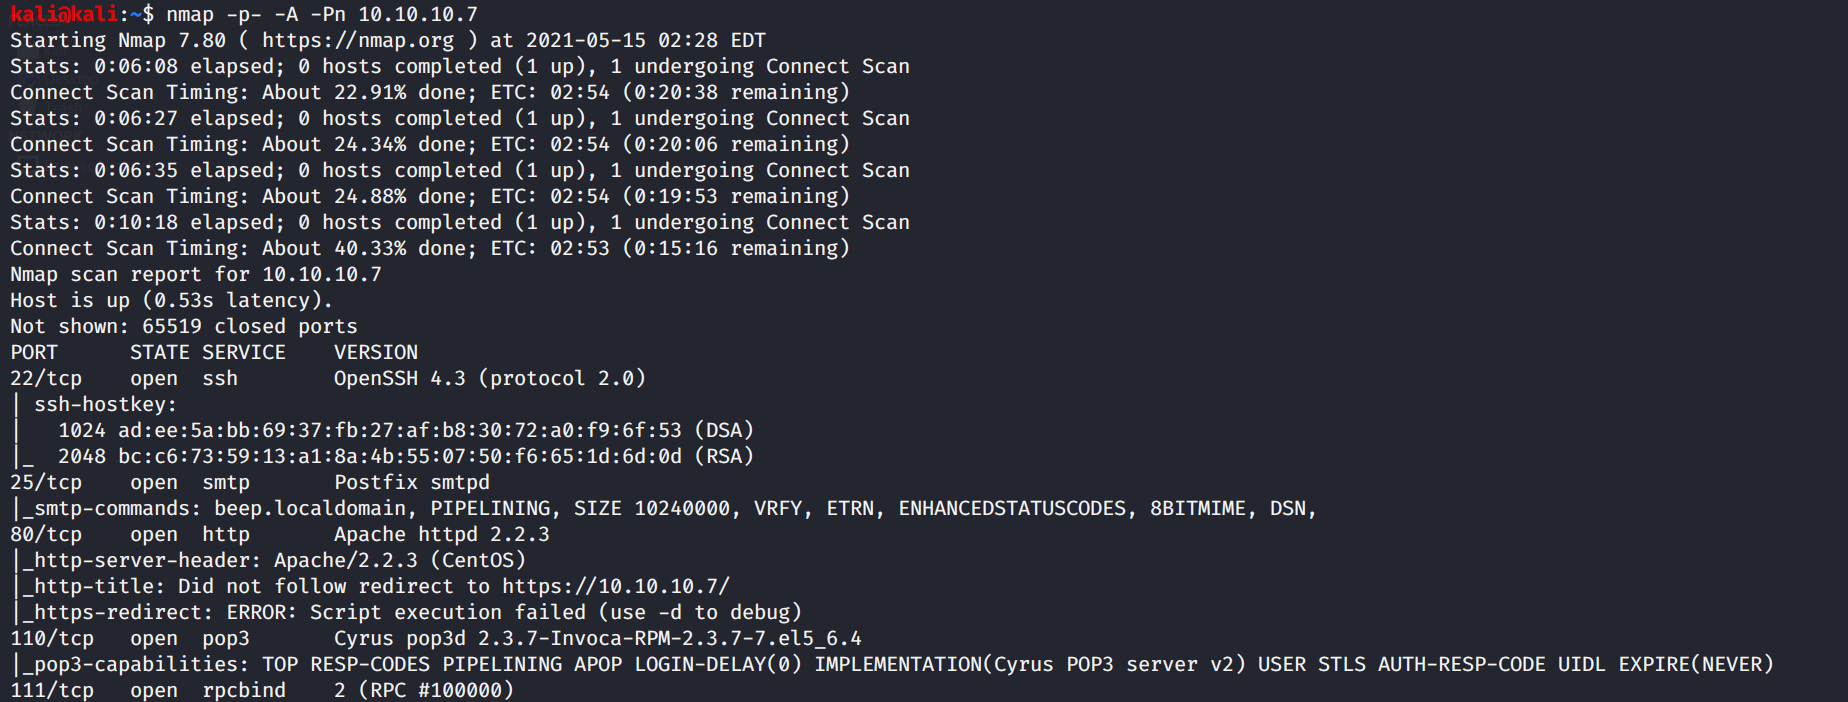 kali@kali:~$ nmap -p- -A -Pn 10.10.10.7
Starting Nmap 7.80 ( https://nmap.org ) at 2021-05-15 02:28 EDT
Stats: 0:06:08 elapsed; 0 hosts completed (1 up), 1 undergoing Connect Scan
Connect Scan Timing: About 22.91% done; ETC: 02:54 (0:20:38 remaining)
Stats: 0:06:27 elapsed; 0 hosts completed (1 up), 1 undergoing Connect Scan
Connect Scan Timing: About 24.34% done; ETC: 02:54 (0:20:06 remaining)
Stats: 0:06:35 elapsed; 0 hosts completed (1 up), 1 undergoing Connect Scan
Connect Scan Timing: About 24.88% done; ETC: 02:54 (0:19:53 remaining)
Stats: 0:10:18 elapsed; 0 hosts completed (1 up), 1 undergoing Connect Scan
Connect Scan Timing: About 40.33% done; ETC: 02:53 (0:15:16 remaining)
Nmap scan report for 10.10.10.7
Host is up (0.53s latency).
Not shown: 65519 closed ports
PORT      STATE SERVICE    VERSION
22/tcp    open  ssh        OpenSSH 4.3 (protocol 2.0)
| ssh-hostkey:
|   1024 ad:ee:5a:bb:69:37:fb:27:af:b8:30:72:a0:f9:6f:53 (DSA)
|_  2048 bc:c6:73:59:13:a1:8a:4b:55:07:50:f6:65:1d:6d:0d (RSA)
25/tcp    open  smtp       Postfix smtpd
|_smtp-commands: beep.localdomain, PIPELINING, SIZE 10240000, VRFY, ETRN, ENHANCEDSTATUSCODES, 8BITMIME, DSN,
80/tcp    open  http       Apache httpd 2.2.3
|_http-server-header: Apache/2.2.3 (CentOS)
|_http-title: Did not follow redirect to https://10.10.10.7/
|_https-redirect: ERROR: Script execution failed (use -d to debug)
110/tcp   open  pop3       Cyrus pop3d 2.3.7-Invoca-RPM-2.3.7-7.el5_6.4
|_pop3-capabilities: TOP RESP-CODES PIPELINING APOP LOGIN-DELAY(0) IMPLEMENTATION(Cyrus POP3 server v2) USER STLS AUTH-RESP-CODE UIDL EXPIRE(NEVER)
111/tcp   open  rpcbind    2 (RPC #100000)